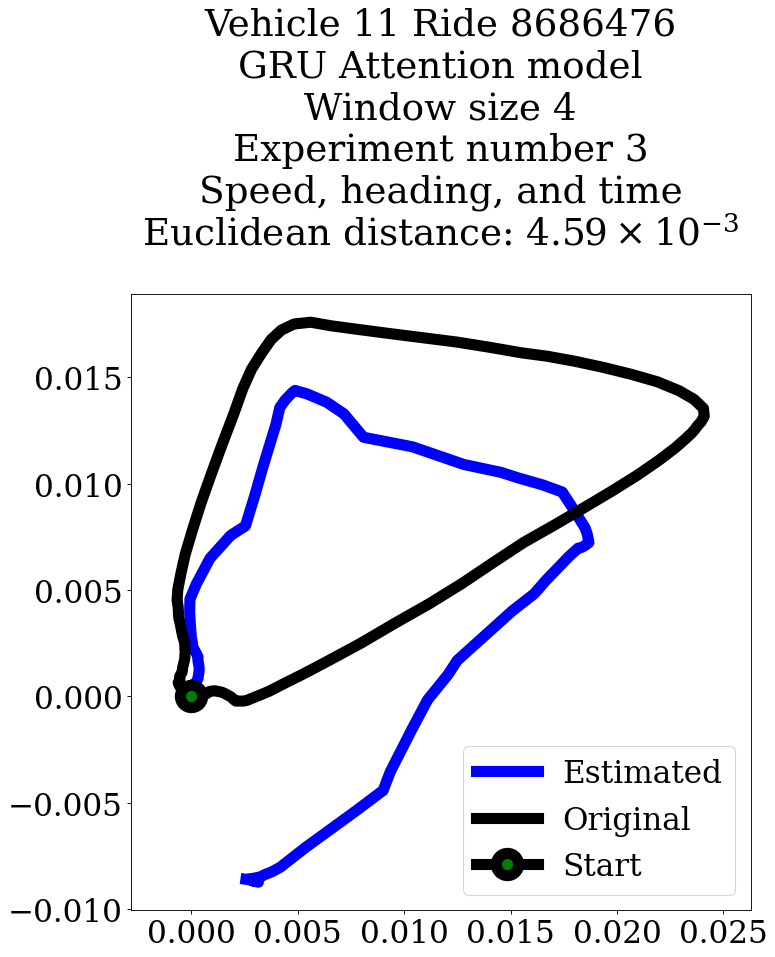 Vehicle 11 Ride 8686476
GRU Attention model
Window size 4
Experiment number 3
Speed, heading, and time
Euclidean distance: 4.59 × 10⁻³
0.015
0.010
0.005
0.000
−0.005
−0.010
0.000 0.005 0.010 0.015 0.020 0.025
Estimated
Original
Start